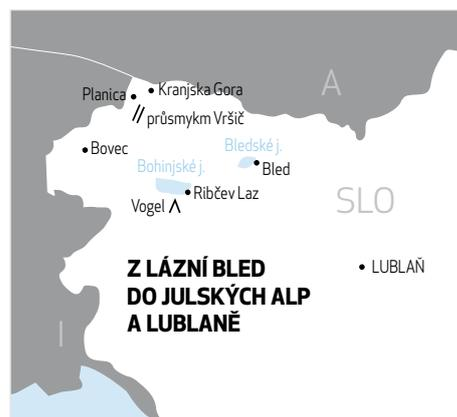 A
Planica
Kranjska Gora
průsmykm Vršič
Bovec
Bledské j.
Bled
Bohinjské j.
Ribčev Laz
Vogel
SLO
LUBLAŇ
Z LÁZNÍ BLED
DO JULSKÝCH ALP
A LUBLANĚ
I